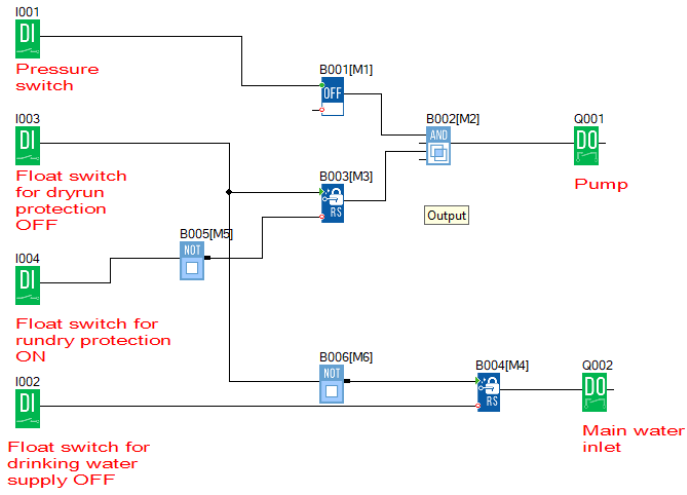 I001
DI
Pressure
switch
B001[M1]
OFF
I003
DI
Float switch
for dryrun
protection
OFF
B002[M2]
AND
Q001
DO
Pump
B003[M3]
RS
Output
B005[M5]
NOT
I004
DI
Float switch for
rundry protection
ON
B006[M6]
NOT
B004[M4]
RS
Q002
DO
Main water
inlet
I002
DI
Float switch for
drinking water
supply OFF